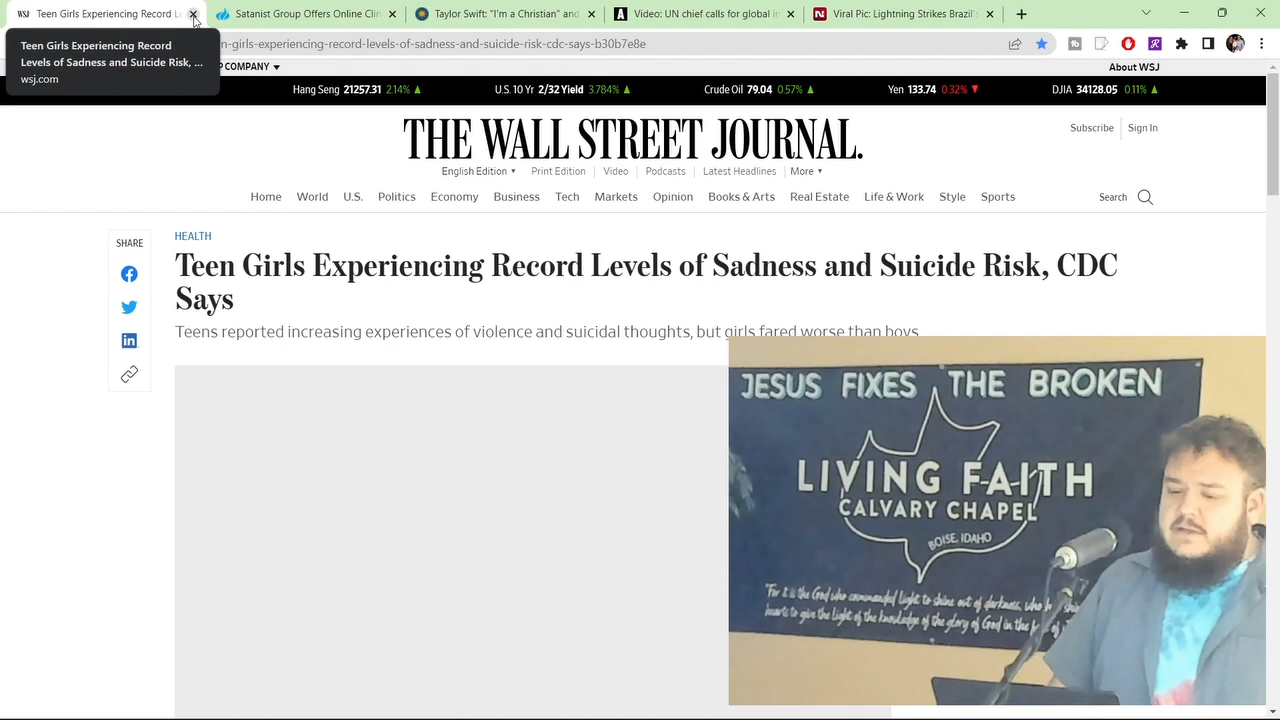 WSJ Teen Girls Experiencing Record L
Satanist Group Offers Online Clin
Taylor Swift: "I'm a Christian" and
Video: UN chief calls for global in
Viral Pic: Lightning Strikes Brazil's
n-girls-experiencing-record-levels-of-sadness-and-suicide-risk-cdc-says-b30b7e8e
Teen Girls Experiencing Record
Levels of Sadness and Suicide Risk, ...
wsj.com
COMPANY
About WSJ
Hang Seng 21257.31 2.14%
U.S. 10 Yr 2/32 Yield 3.784%
Crude Oil 79.04 0.57%
Yen 133.74 0.32%
DJIA 34128.05 0.11%
THE WALL STREET JOURNAL.
Subscribe Sign In
English Edition Print Edition Video Podcasts Latest Headlines More
Home World U.S. Politics Economy Business Tech Markets Opinion Books & Arts Real Estate Life & Work Style Sports
Search
SHARE
HEALTH
Teen Girls Experiencing Record Levels of Sadness and Suicide Risk, CDC
Says
Teens reported increasing experiences of violence and suicidal thoughts, but girls fared worse than boys
JESUS FIXES THE BROKEN
LIVING FAITH
CALVARY CHAPEL
BOISE, IDAHO
"For it is the God who commanded light to shine out of darkness, who
hearts to give the light of the knowledge of the glory of God in the